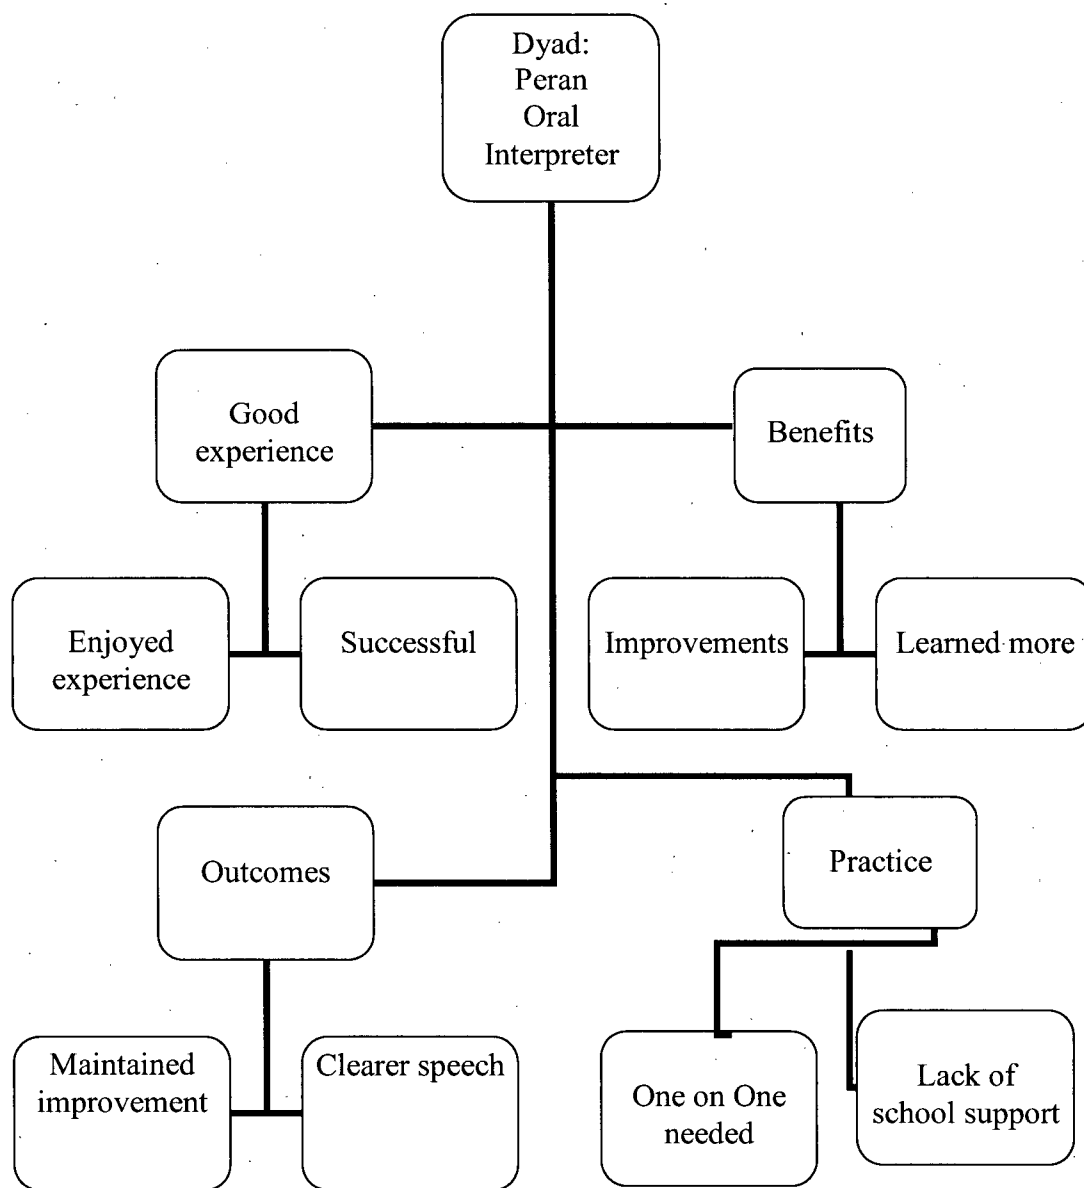 Dyad:
Peran
Oral
Interpreter
Good
experience
Benefits
Enjoyed
experience
Successful
Improvements
Learned more
Outcomes
Practice
Maintained
improvement
Clearer speech
One on One
needed
Lack of
school support